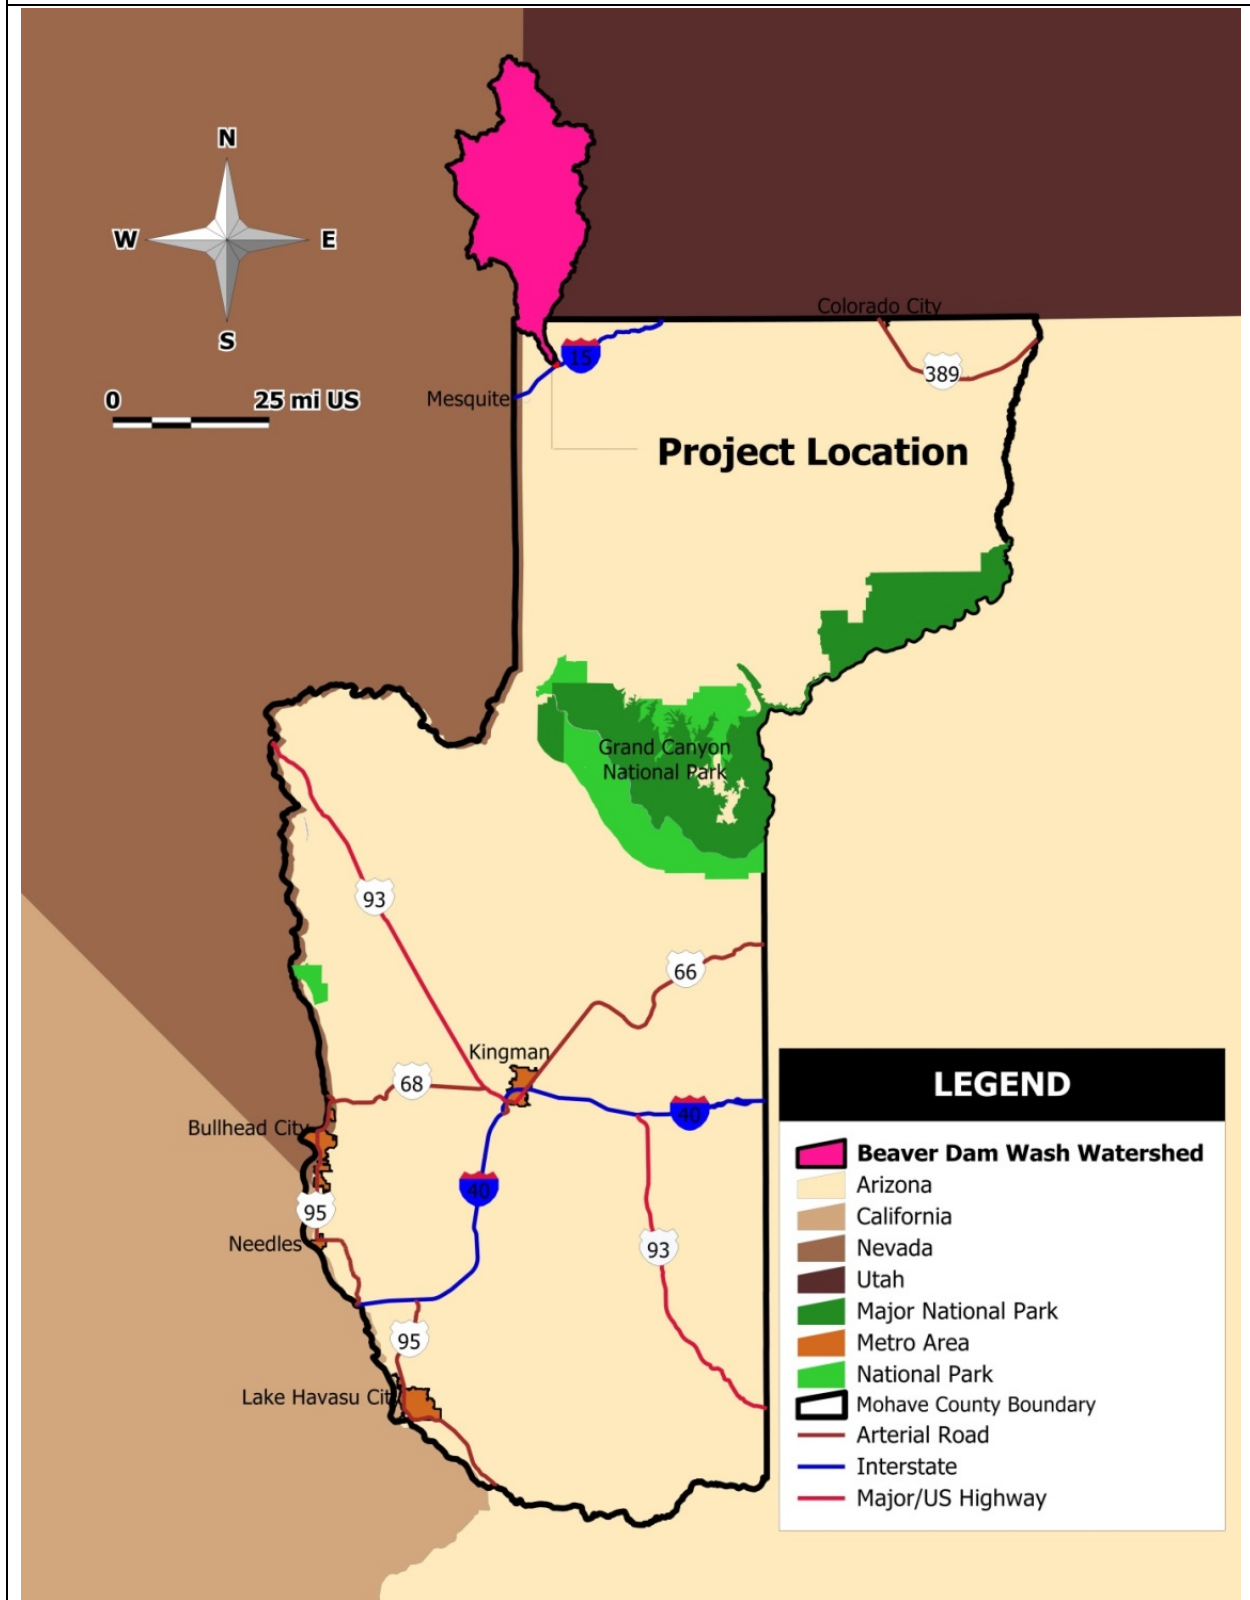 N
W
E
S
0
25 mi US
Colorado City
15
389
Mesquite
Project Location
Grand Canyon
National Park
93
66
Kingman
68
40
Bullhead City
40
95
Needles
93
95
Lake Havasu Cit
LEGEND
Beaver Dam Wash Watershed
Arizona
California
Nevada
Utah
Major National Park
Metro Area
National Park
Mohave County Boundary
Arterial Road
Interstate
Major/US Highway